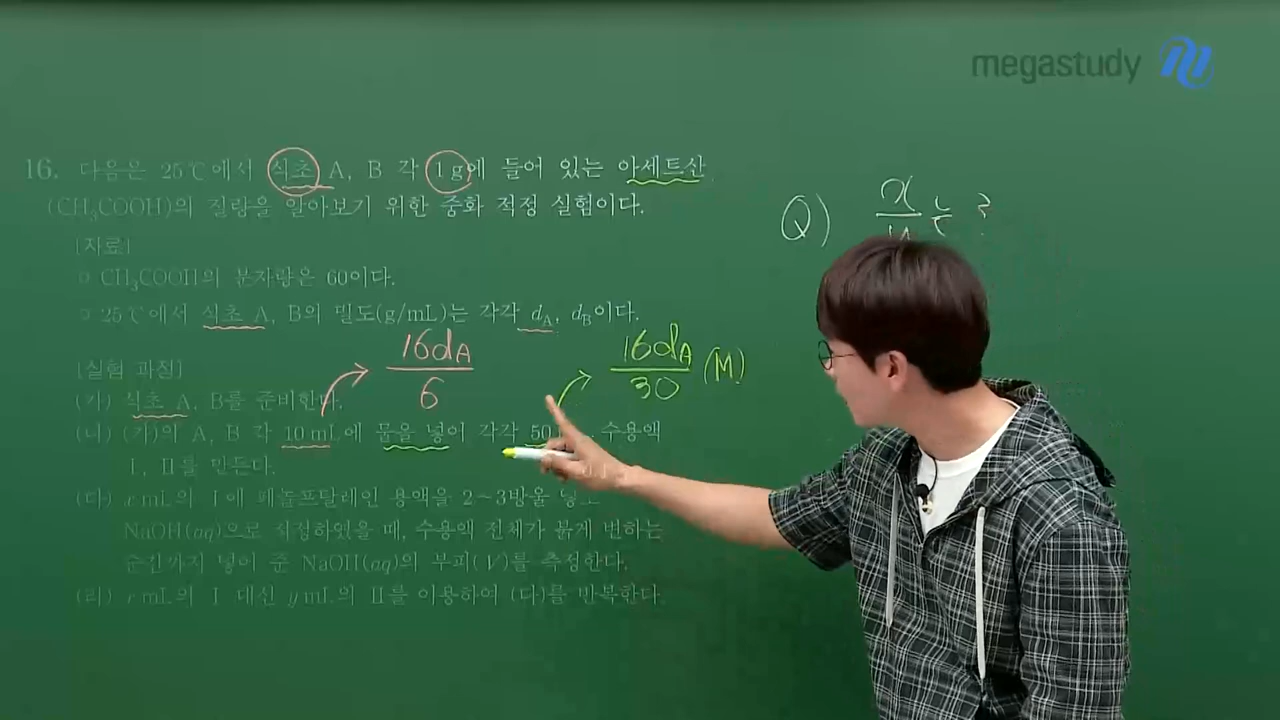 megastudy
16. 다음은 25℃에서 식초 A, B 각 1 g에 들어 있는 아세트산
(CH₃COOH)의 질량을 알아보기 위한 중화 적정 실험이다.
Q) x
는?
[자료]
○ CH₃COOH의 분자량은 60이다.
○ 25℃에서 식초 A, B의 밀도(g/mL)는 각각 dA, dB이다.
16dA
6
16dA
30
(M)
[실험 과정]
(가) 식초 A, B를 준비한다.
(나) (가)의 A, B 각 10 mL에 물을 넣어 각각 50 수용액
Ⅰ, Ⅱ를 만든다.
(다) x mL의 Ⅰ에 페놀프탈레인 용액을 2~3방울 넣고
NaOH(aq)으로 적정하였을 때, 수용액 전체가 붉게 변하는
순간까지 넣어 준 NaOH(aq)의 부피(V)를 측정한다.
(라) x mL의 Ⅰ 대신 y mL의 Ⅱ를 이용하여 (다)를 반복한다.